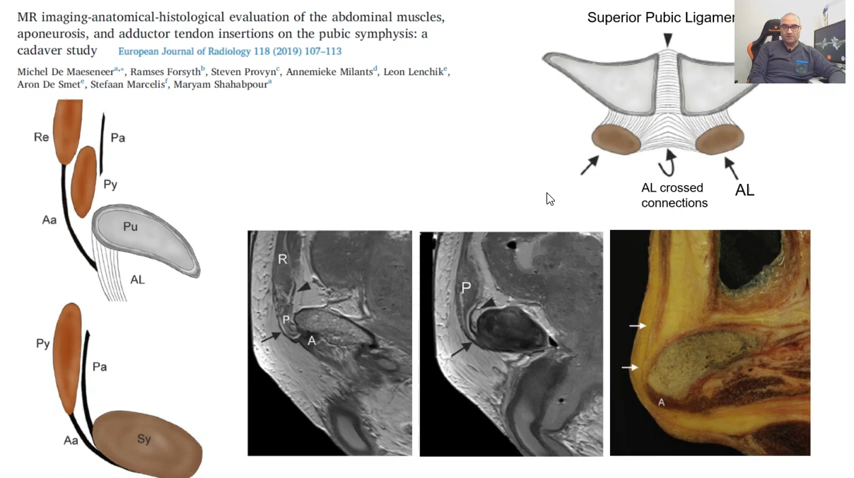 MR imaging-anatomical-histological evaluation of the abdominal muscles,
aponeurosis, and adductor tendon insertions on the pubic symphysis: a
cadaver study European Journal of Radiology 118 (2019) 107–113
Michel De Maeseneer a,*, Ramses Forsyth b, Steven Provyn c, Annemieke Milants d, Leon Lenchik e,
Aron De Smet e, Stefaan Marcelis f, Maryam Shahabpour a
Superior Pubic Ligamen
AL crossed
connections
AL
Re
Pa
Py
Aa
Pu
AL
Py
Pa
Aa
Sy
R
P
A
P
A